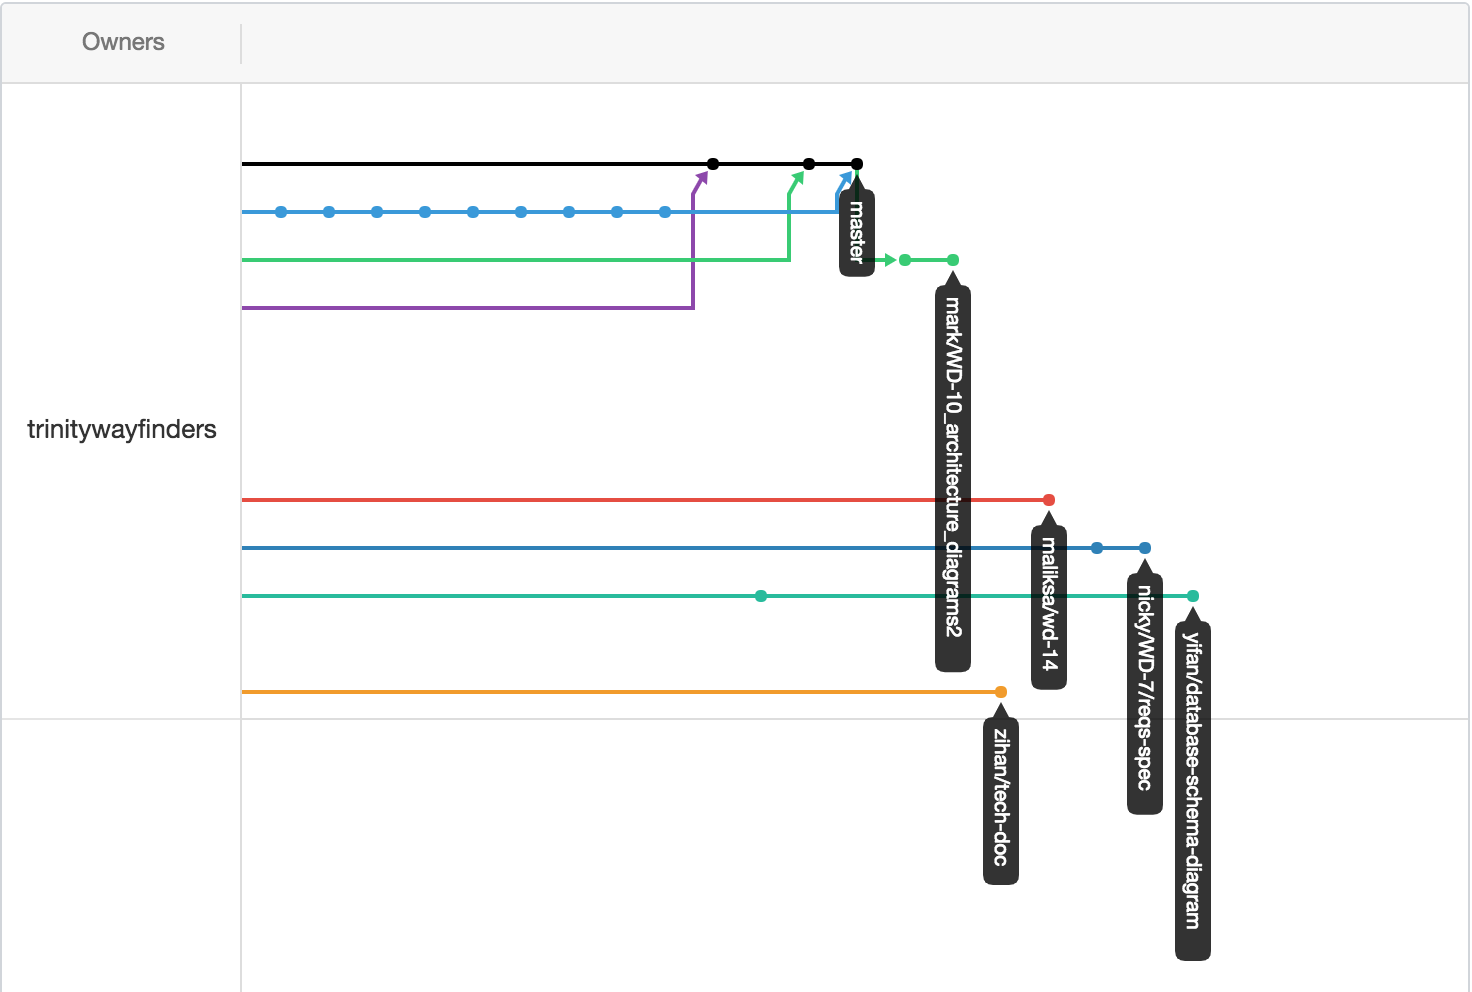 Owners
trinitywayfinders
master
mark/WD-10_architecture_diagrams2
zihan/tech-doc
maliksa/wd-14
nicky/WD-7/reqs-spec
yifan/database-schema-diagram